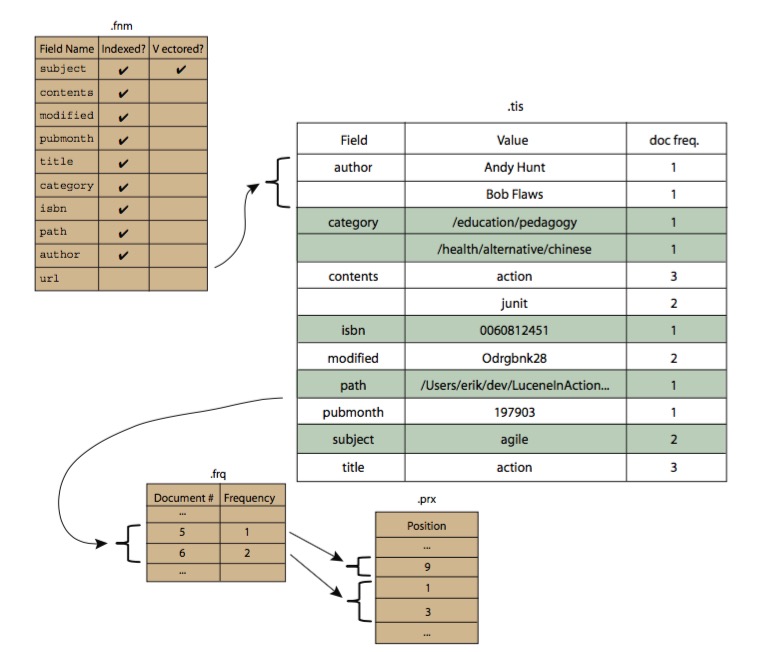 .fnm
Field Name Indexed? V ectored?
subject ✔ ✔
contents ✔
modified ✔
pubmonth ✔
title ✔
category ✔
isbn ✔
path ✔
author ✔
url
.tis
Field Value doc freq.
author Andy Hunt 1
Bob Flaws 1
category /education/pedagogy 1
/health/alternative/chinese 1
contents action 3
junit 2
isbn 0060812451 1
modified Odrgbnk28 2
path /Users/erik/dev/LuceneInAction... 1
pubmonth 197903 1
subject agile 2
title action 3
.frq
Document # Frequency
...
5 1
6 2
...
.prx
Position
...
9
1
3
...